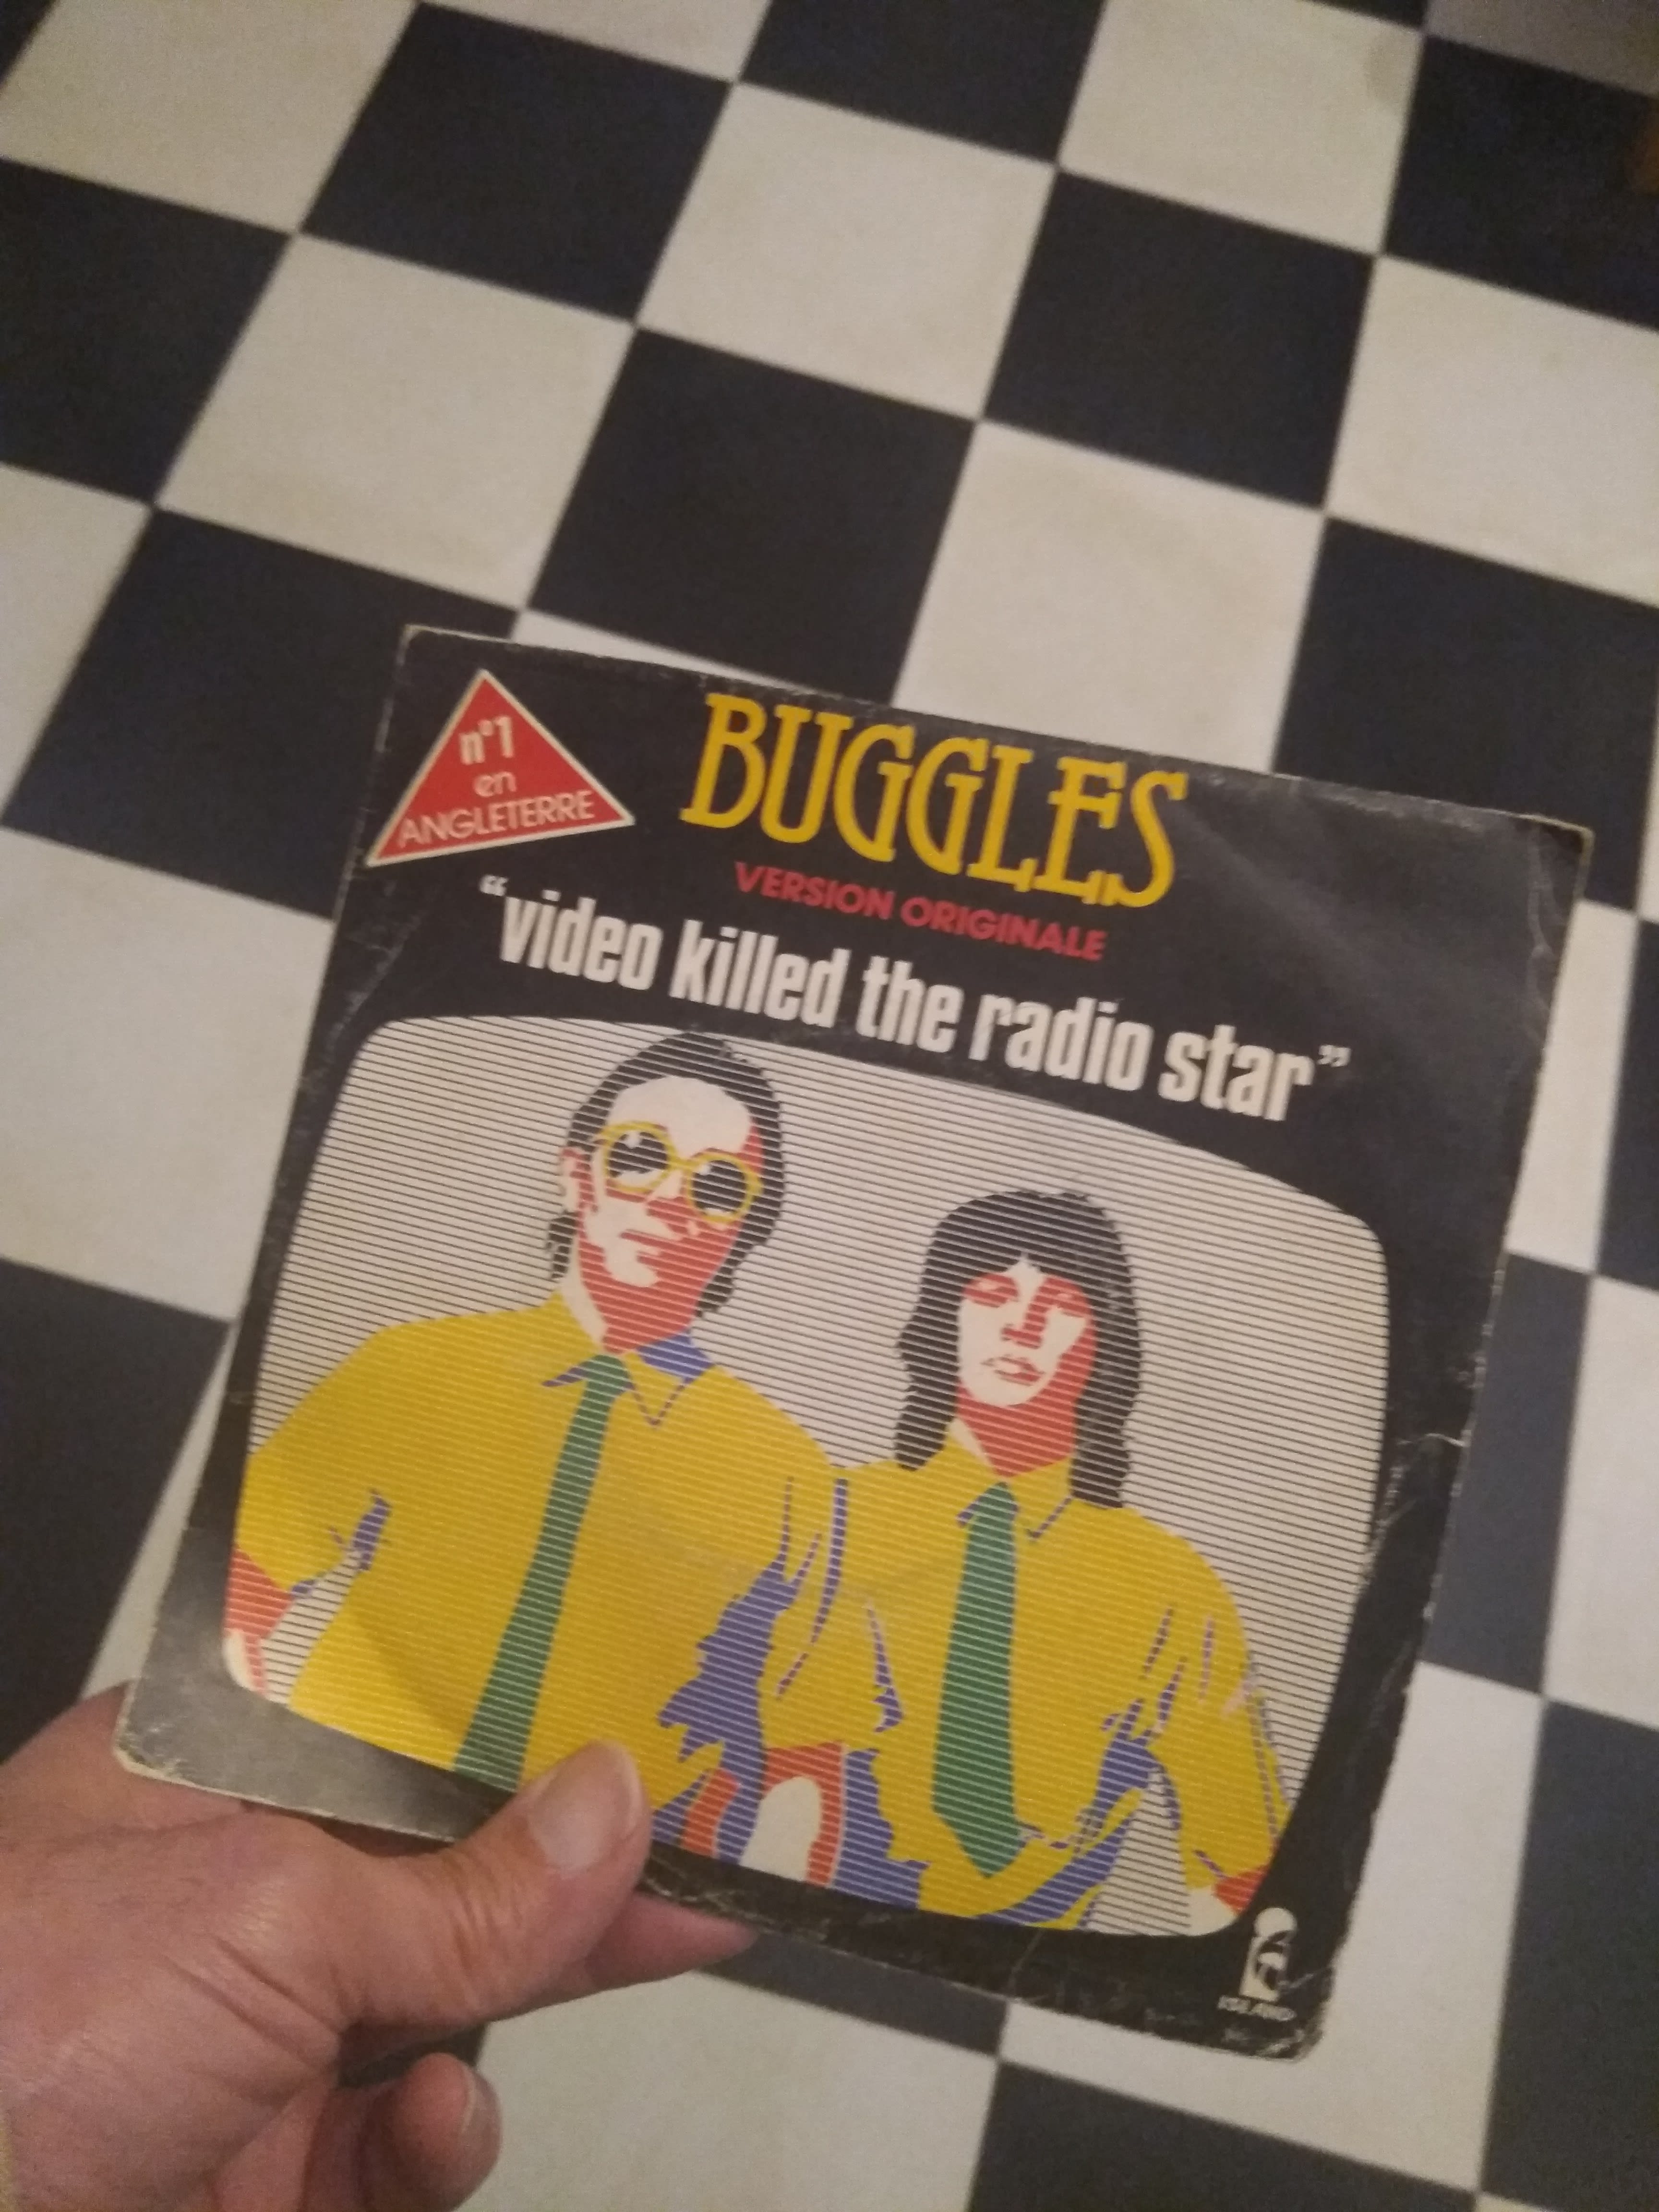 n°1
en
ANGLETERRE
BUGGLES
VERSION ORIGINALE
“video killed the radio star”
ISLAND